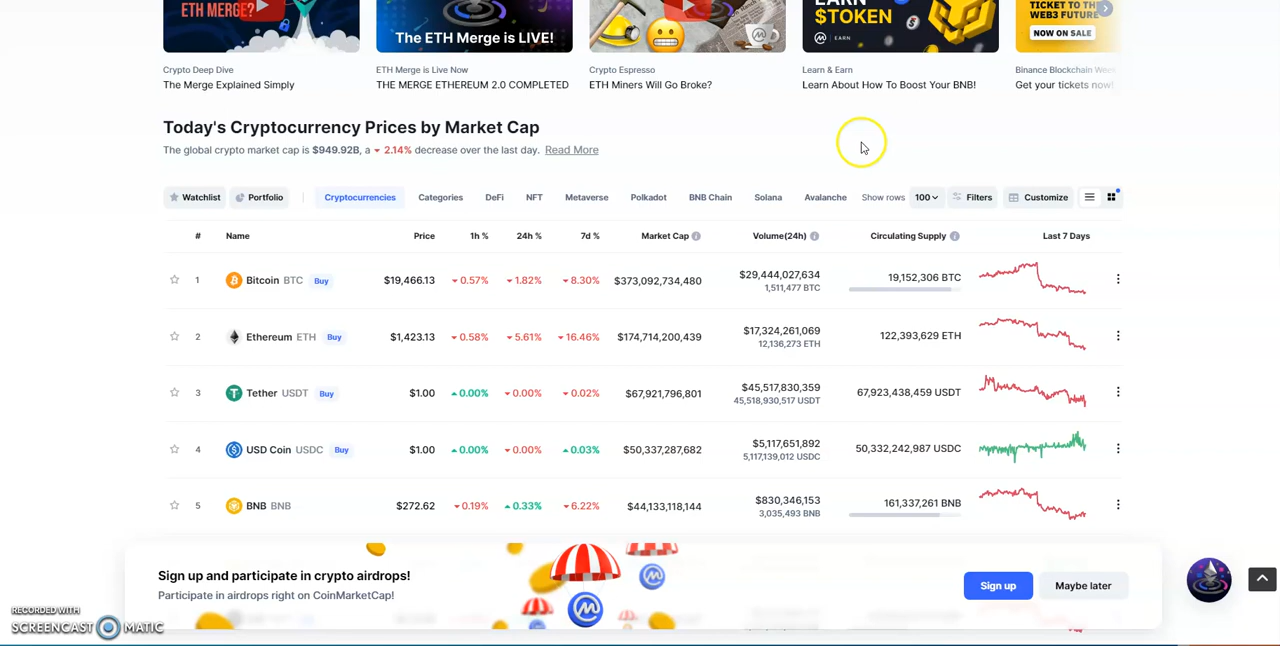 ETH MERGE?
The ETH Merge is LIVE!
EARN
$TOKEN
EARN
TICKET TO THE
WEB3 FUTURE
NOW ON SALE
Crypto Deep Dive
The Merge Explained Simply
ETH Merge is Live Now
THE MERGE ETHEREUM 2.0 COMPLETED
Crypto Espresso
ETH Miners Will Go Broke?
Learn & Earn
Learn About How To Boost Your BNB!
Binance Blockchain Week
Get your tickets now!
Today's Cryptocurrency Prices by Market Cap
The global crypto market cap is $949.92B, a 2.14% decrease over the last day. Read More
Watchlist Portfolio Cryptocurrencies Categories DeFi NFT Metaverse Polkadot BNB Chain Solana Avalanche Show rows 100 Filters Customize
# Name Price 1h % 24h % 7d % Market Cap Volume(24h) Circulating Supply Last 7 Days
1 Bitcoin BTC Buy $19,466.13 0.57% 1.82% 8.30% $373,092,734,480 $29,444,027,634 19,152,306 BTC
1,511,477 BTC
2 Ethereum ETH Buy $1,423.13 0.58% 5.61% 16.46% $174,714,200,439 $17,324,261,069 122,393,629 ETH
12,136,273 ETH
3 Tether USDT Buy $1.00 0.00% 0.00% 0.02% $67,921,796,801 $45,517,830,359 67,923,438,459 USDT
45,518,930,517 USDT
4 USD Coin USDC Buy $1.00 0.00% 0.00% 0.03% $50,337,287,682 $5,117,651,892 50,332,242,987 USDC
5,117,139,012 USDC
5 BNB BNB $272.62 0.19% 0.33% 6.22% $44,133,118,144 $830,346,153 161,337,261 BNB
3,035,493 BNB
Sign up and participate in crypto airdrops!
Participate in airdrops right on CoinMarketCap!
Sign up
Maybe later
RECORDED WITH
SCREENCAST MATIC